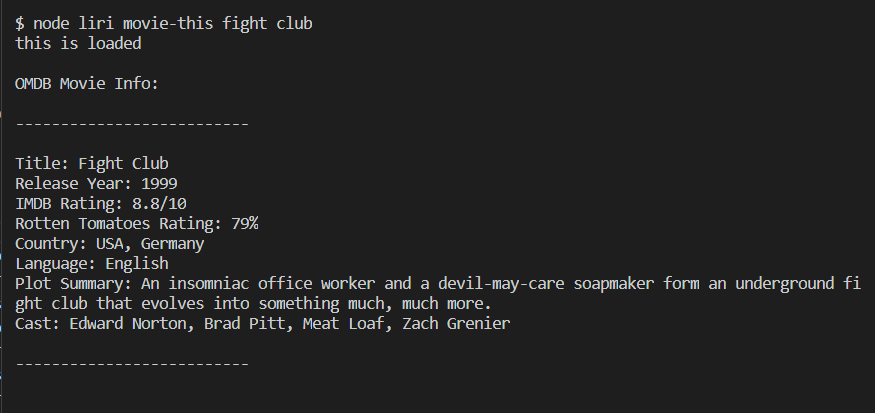 $ node liri movie-this fight club
this is loaded
OMDB Movie Info:
--------------------------
Title: Fight Club
Release Year: 1999
IMDB Rating: 8.8/10
Rotten Tomatoes Rating: 79%
Country: USA, Germany
Language: English
Plot Summary: An insomniac office worker and a devil-may-care soapmaker form an underground fi
ght club that evolves into something much, much more.
Cast: Edward Norton, Brad Pitt, Meat Loaf, Zach Grenier
--------------------------